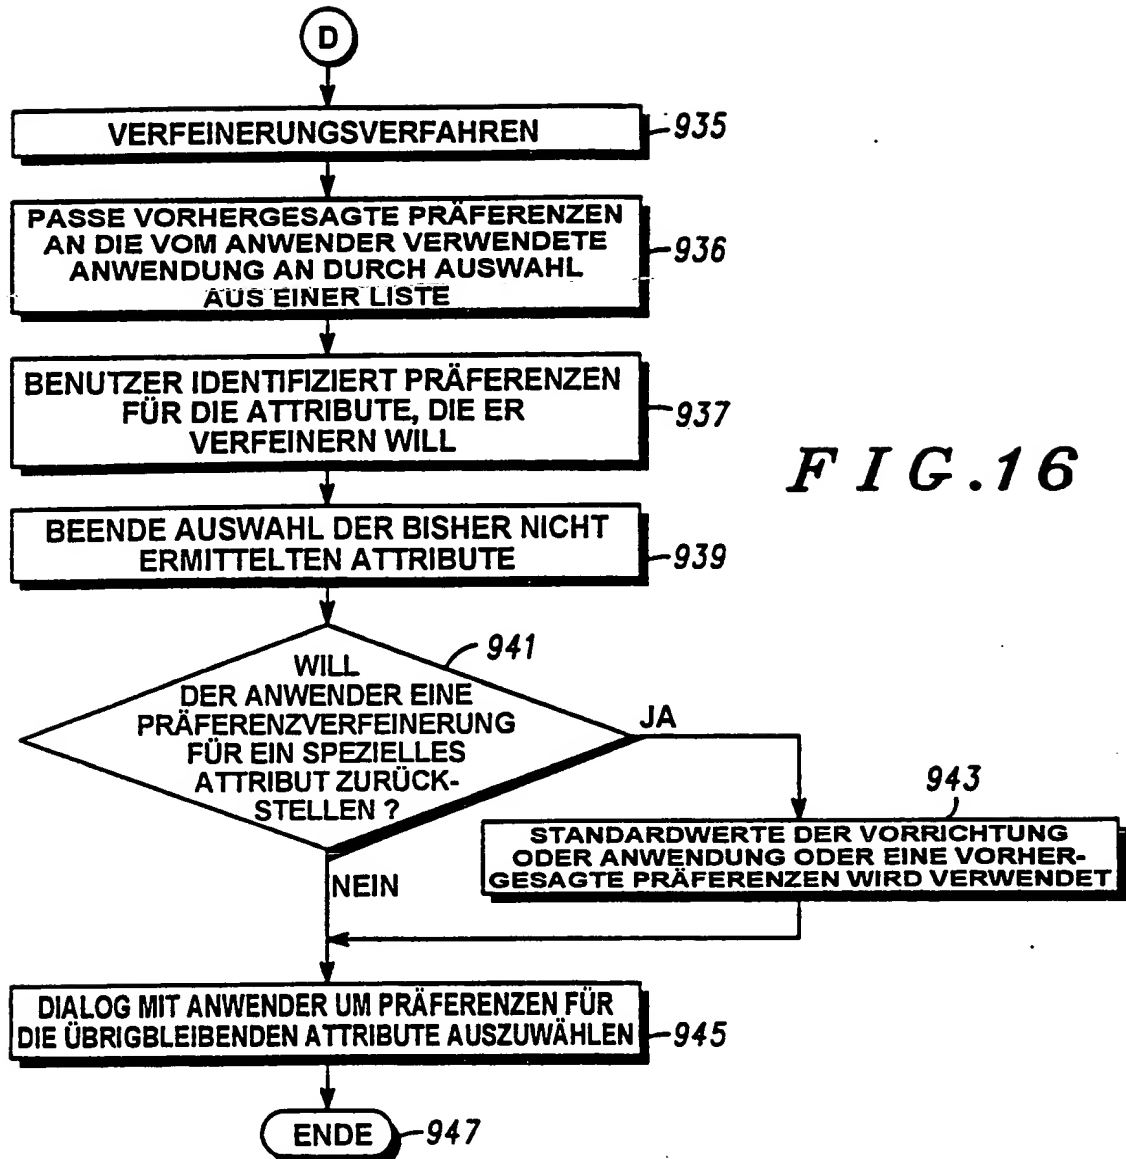 D
VERFEINERUNGSVERFAHREN
935
PASSE VORHERGESAGTE PRÄFERENZEN
AN DIE VOM ANWENDER VERWENDETE
ANWENDUNG AN DURCH AUSWAHL
AUS EINER LISTE
936
BENUTZER IDENTIFIZIERT PRÄFERENZEN
FÜR DIE ATTRIBUTE, DIE ER
VERFEINERN WILL
937
FIG.16
BEENDE AUSWAHL DER BISHER NICHT
ERMITTELTEN ATTRIBUTE
939
941
WILL
DER ANWENDER EINE
PRÄFERENZVERFEINERUNG
FÜR EIN SPEZIELLES
ATTRIBUT ZURÜCK-
STELLEN ?
JA
943
STANDARDWERTE DER VORRICHTUNG
ODER ANWENDUNG ODER EINE VORHER-
GESAGTE PRÄFERENZEN WIRD VERWENDET
NEIN
DIALOG MIT ANWENDER UM PRÄFERENZEN FÜR
DIE ÜBRIGBLEIBENDEN ATTRIBUTE AUSZUWÄHLEN
945
ENDE
947